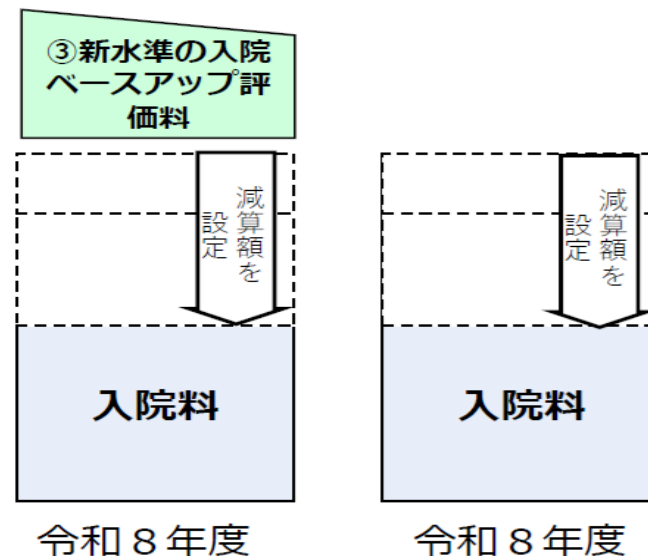 ③新水準の入院
ベースアップ評
価料
減算額を
設定
減算額を
設定
入院料
入院料
令和８年度
令和８年度